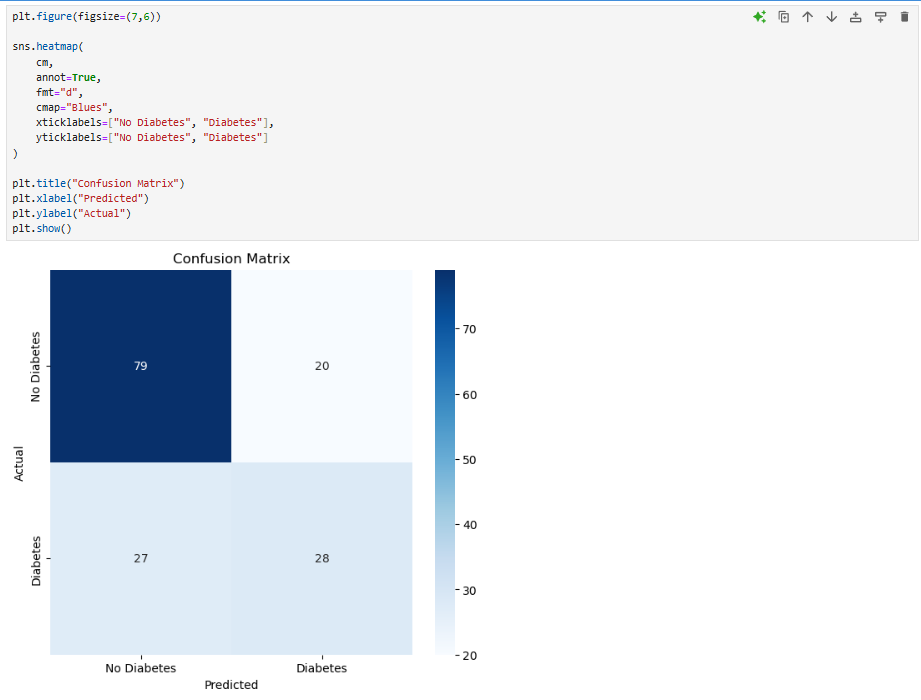 plt.figure(figsize=(7,6))
sns.heatmap(
    cm,
    annot=True,
    fmt="d",
    cmap="Blues",
    xticklabels=["No Diabetes", "Diabetes"],
    yticklabels=["No Diabetes", "Diabetes"]
)
plt.title("Confusion Matrix")
plt.xlabel("Predicted")
plt.ylabel("Actual")
plt.show()
Confusion Matrix
Actual
No Diabetes
79
20
Diabetes
27
28
No Diabetes
Diabetes
Predicted
70
60
50
40
30
20